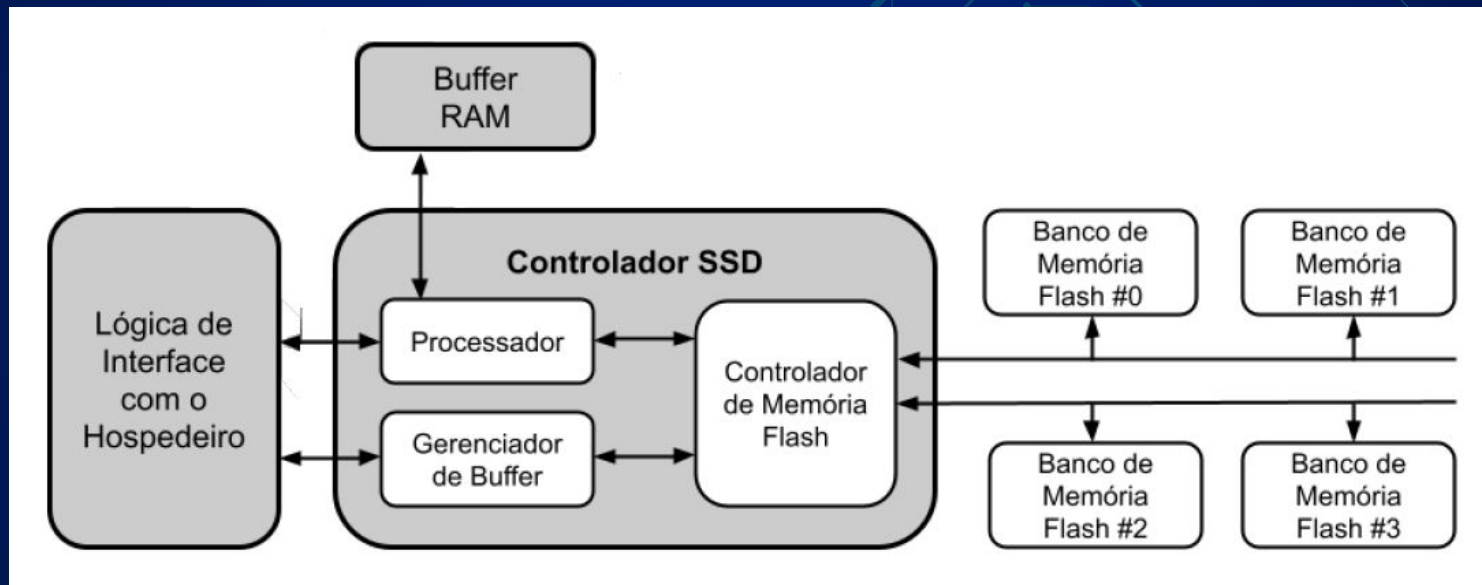 Buffer
RAM
Controlador SSD
Lógica de
Interface
com o
Hospedeiro
Processador
Gerenciador
de Buffer
Controlador
de Memória
Flash
Banco de
Memória
Flash #0
Banco de
Memória
Flash #1
Banco de
Memória
Flash #2
Banco de
Memória
Flash #3